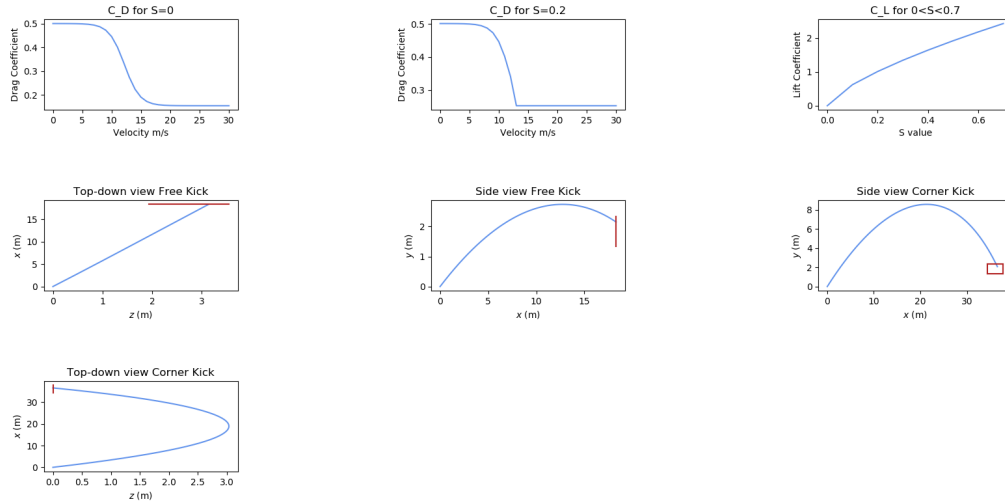 C_D for S=0
0.5
0.4
0.3
0.2
Drag Coefficient
0 5 10 15 20 25 30
Velocity m/s
C_D for S=0.2
0.5
0.4
0.3
Drag Coefficient
0 5 10 15 20 25 30
Velocity m/s
C_L for 0<S<0.7
2
1
0
Lift Coefficient
0.0 0.2 0.4 0.6
S value
Top-down view Free Kick
15
10
5
0
x (m)
0 1 2 3
z (m)
Side view Free Kick
2
1
0
y (m)
0 5 10 15
x (m)
Side view Corner Kick
8
6
4
2
0
y (m)
0 10 20 30
x (m)
Top-down view Corner Kick
30
20
10
0
x (m)
0.0 0.5 1.0 1.5 2.0 2.5 3.0
z (m)